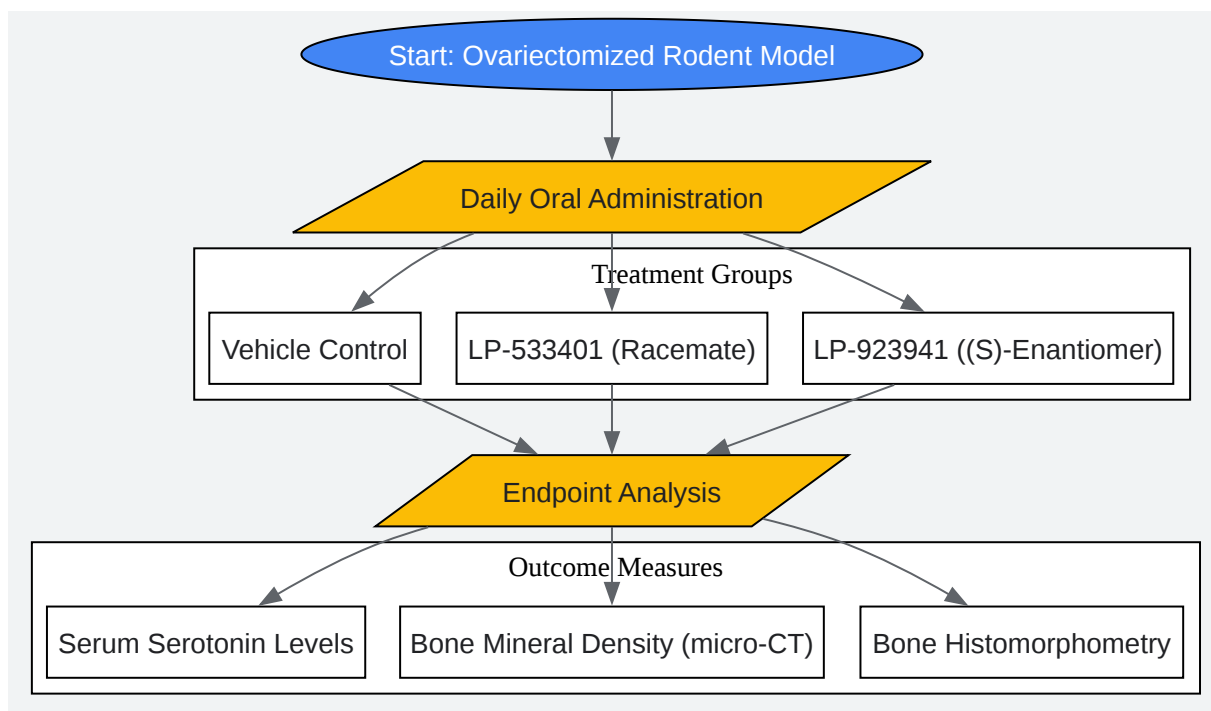 Start: Ovariectomized Rodent Model
Daily Oral Administration
Treatment Groups
Vehicle Control
LP-533401 (Racemate)
LP-923941 ((S)-Enantiomer)
Endpoint Analysis
Outcome Measures
Serum Serotonin Levels
Bone Mineral Density (micro-CT)
Bone Histomorphometry